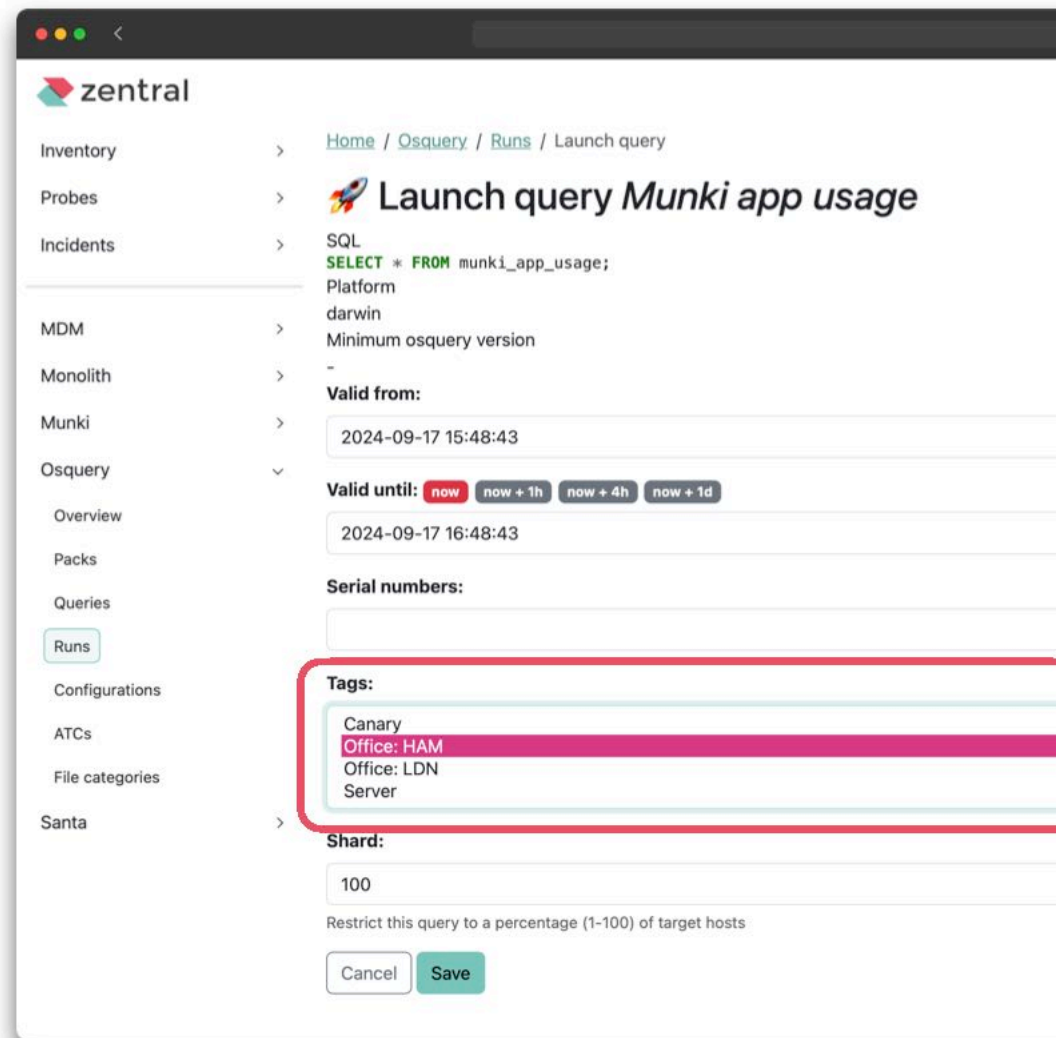 zentral
Inventory
Probes
Incidents
MDM
Monolith
Munki
Osquery
Overview
Packs
Queries
Runs
Configurations
ATCs
File categories
Santa
Home / Osquery / Runs / Launch query
🚀 Launch query Munki app usage
SQL
SELECT * FROM munki_app_usage;
Platform
darwin
Minimum osquery version
-
Valid from:
2024-09-17 15:48:43
Valid until: now now + 1h now + 4h now + 1d
2024-09-17 16:48:43
Serial numbers:
Tags:
Canary
Office: HAM
Office: LDN
Server
Shard:
100
Restrict this query to a percentage (1-100) of target hosts
Cancel Save